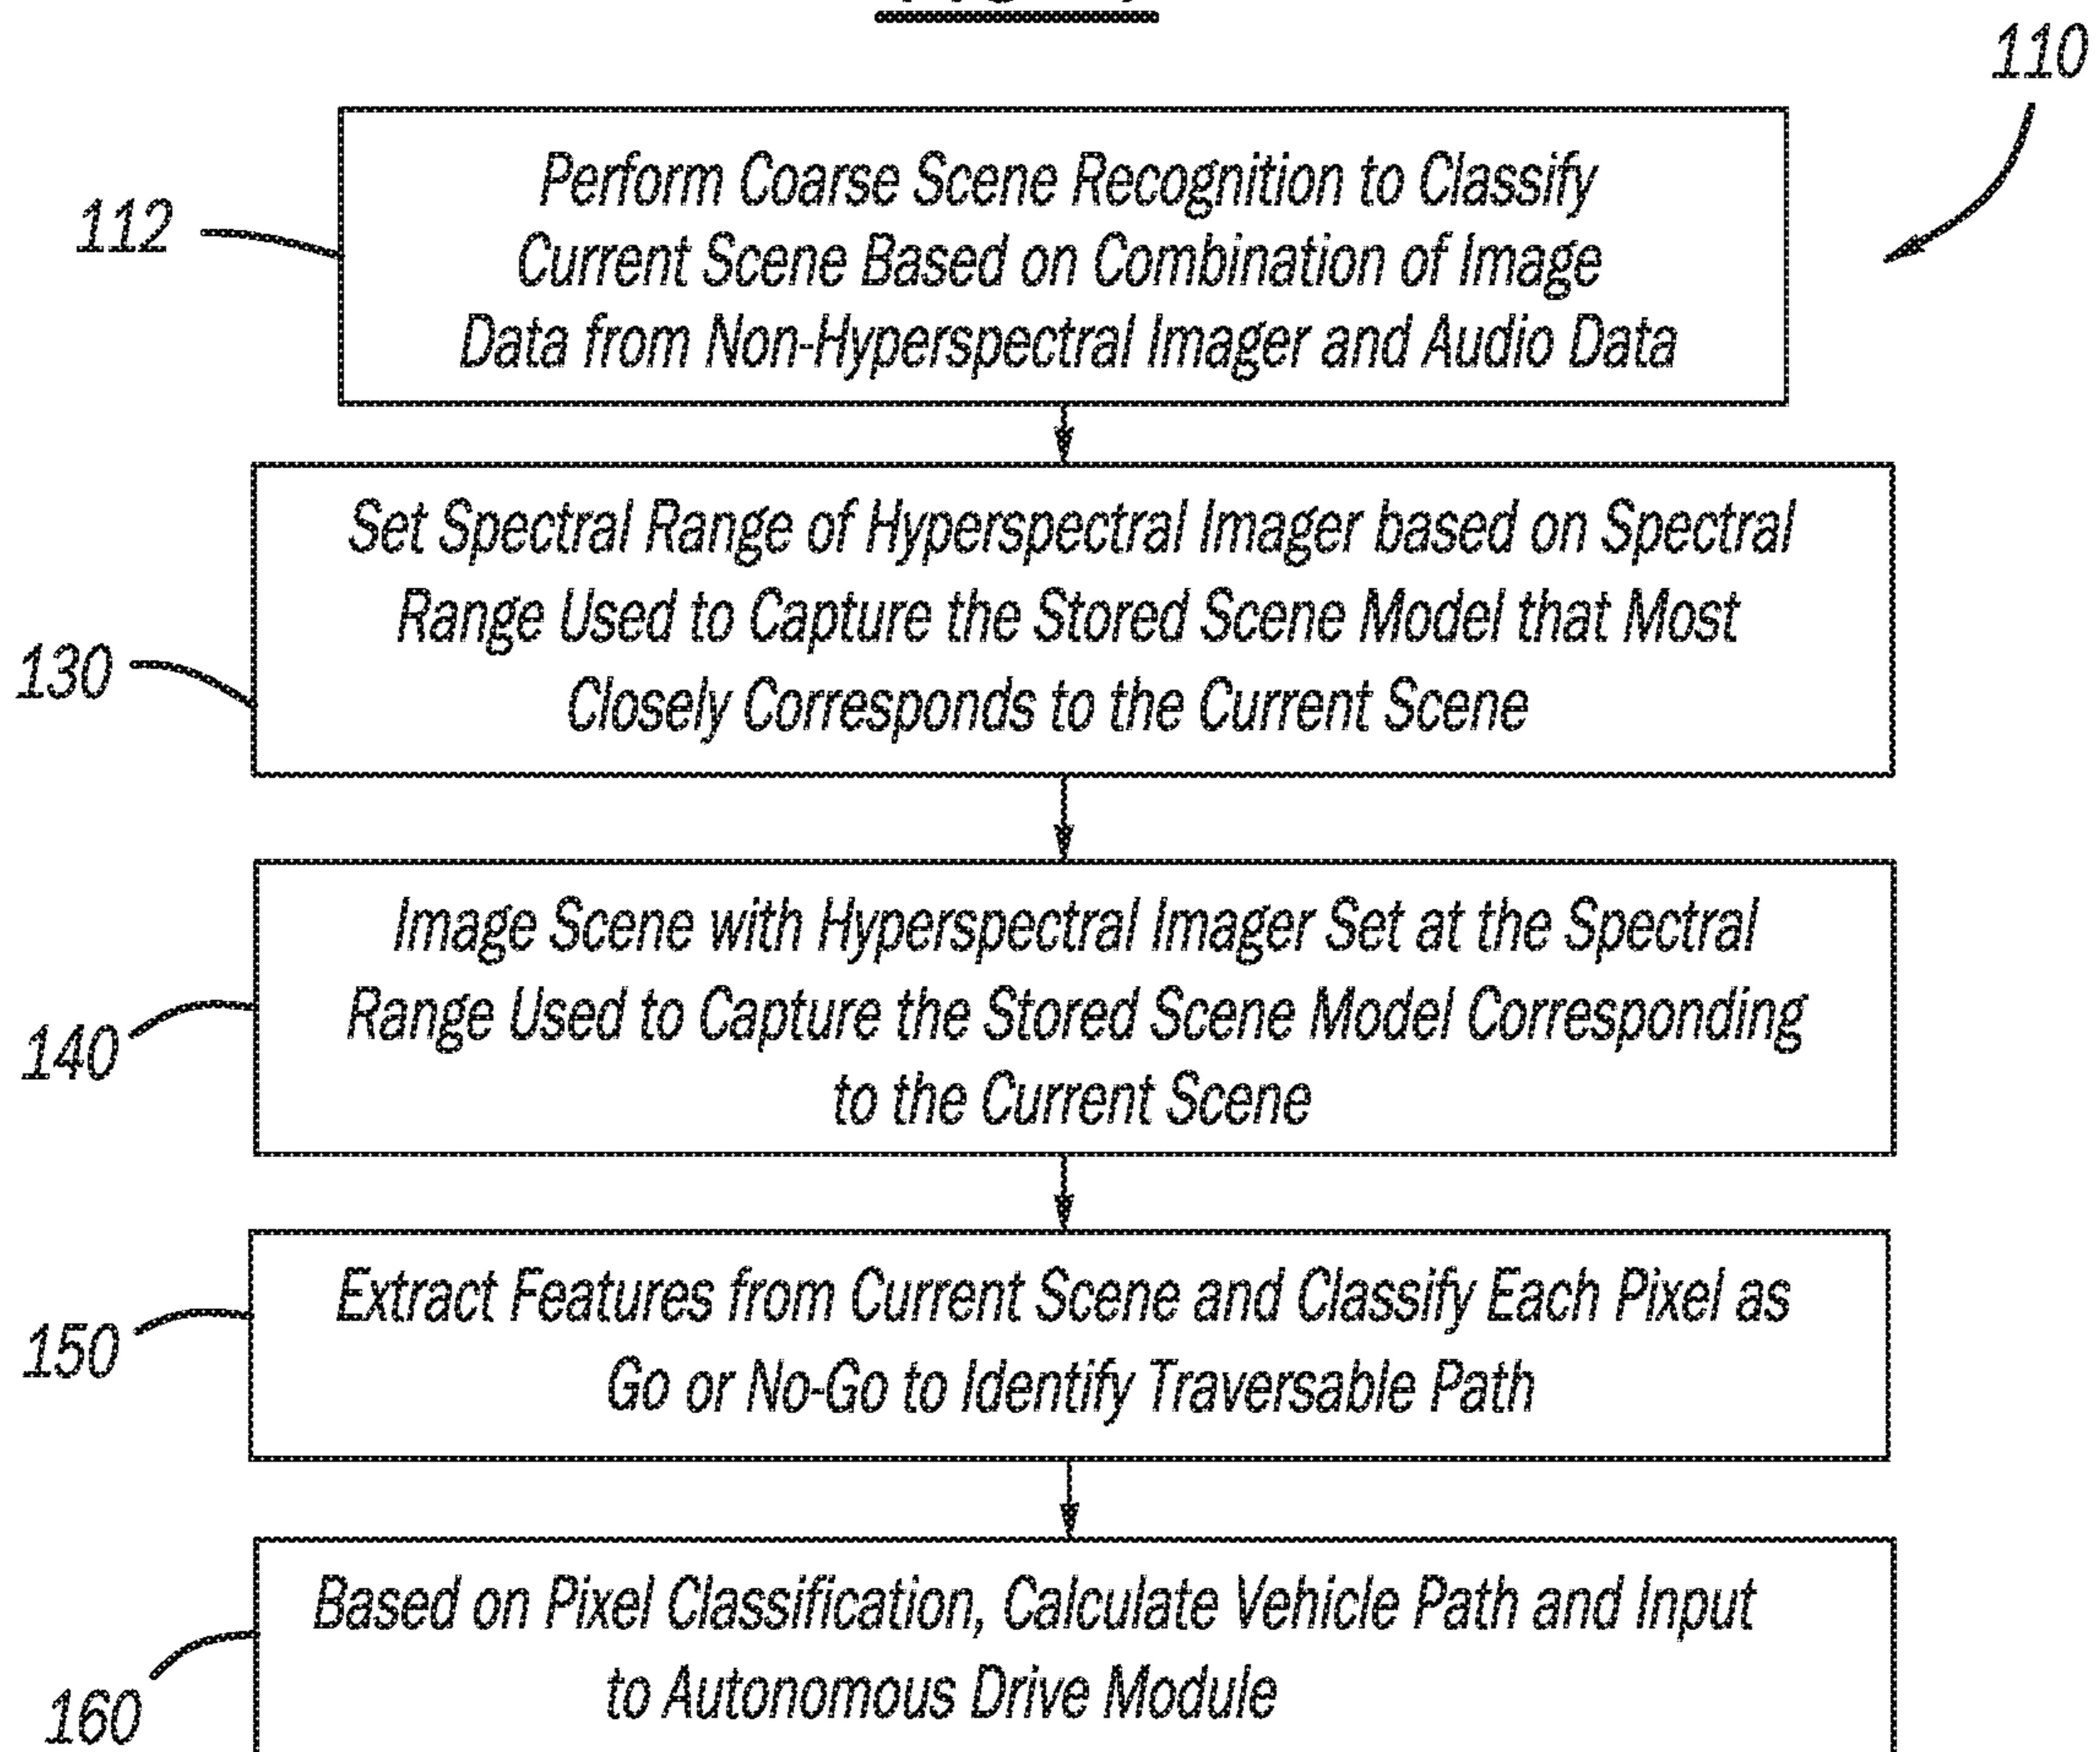 110
112
Perform Coarse Scene Recognition to Classify
Current Scene Based on Combination of Image
Data from Non-Hyperspectral Imager and Audio Data
Set Spectral Range of Hyperspectral Imager based on Spectral
Range Used to Capture the Stored Scene Model that Most
Closely Corresponds to the Current Scene
130
Image Scene with Hyperspectral Imager Set at the Spectral
Range Used to Capture the Stored Scene Model Corresponding
to the Current Scene
140
Extract Features from Current Scene and Classify Each Pixel as
Go or No-Go to Identify Traversable Path
150
Based on Pixel Classification, Calculate Vehicle Path and Input
to Autonomous Drive Module
160